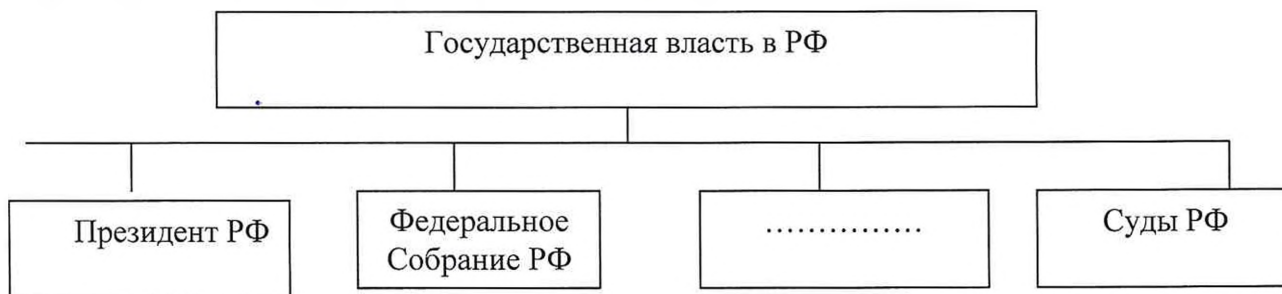 Государственная власть в РФ
Президент РФ
Федеральное
Собрание РФ
...............
Суды РФ